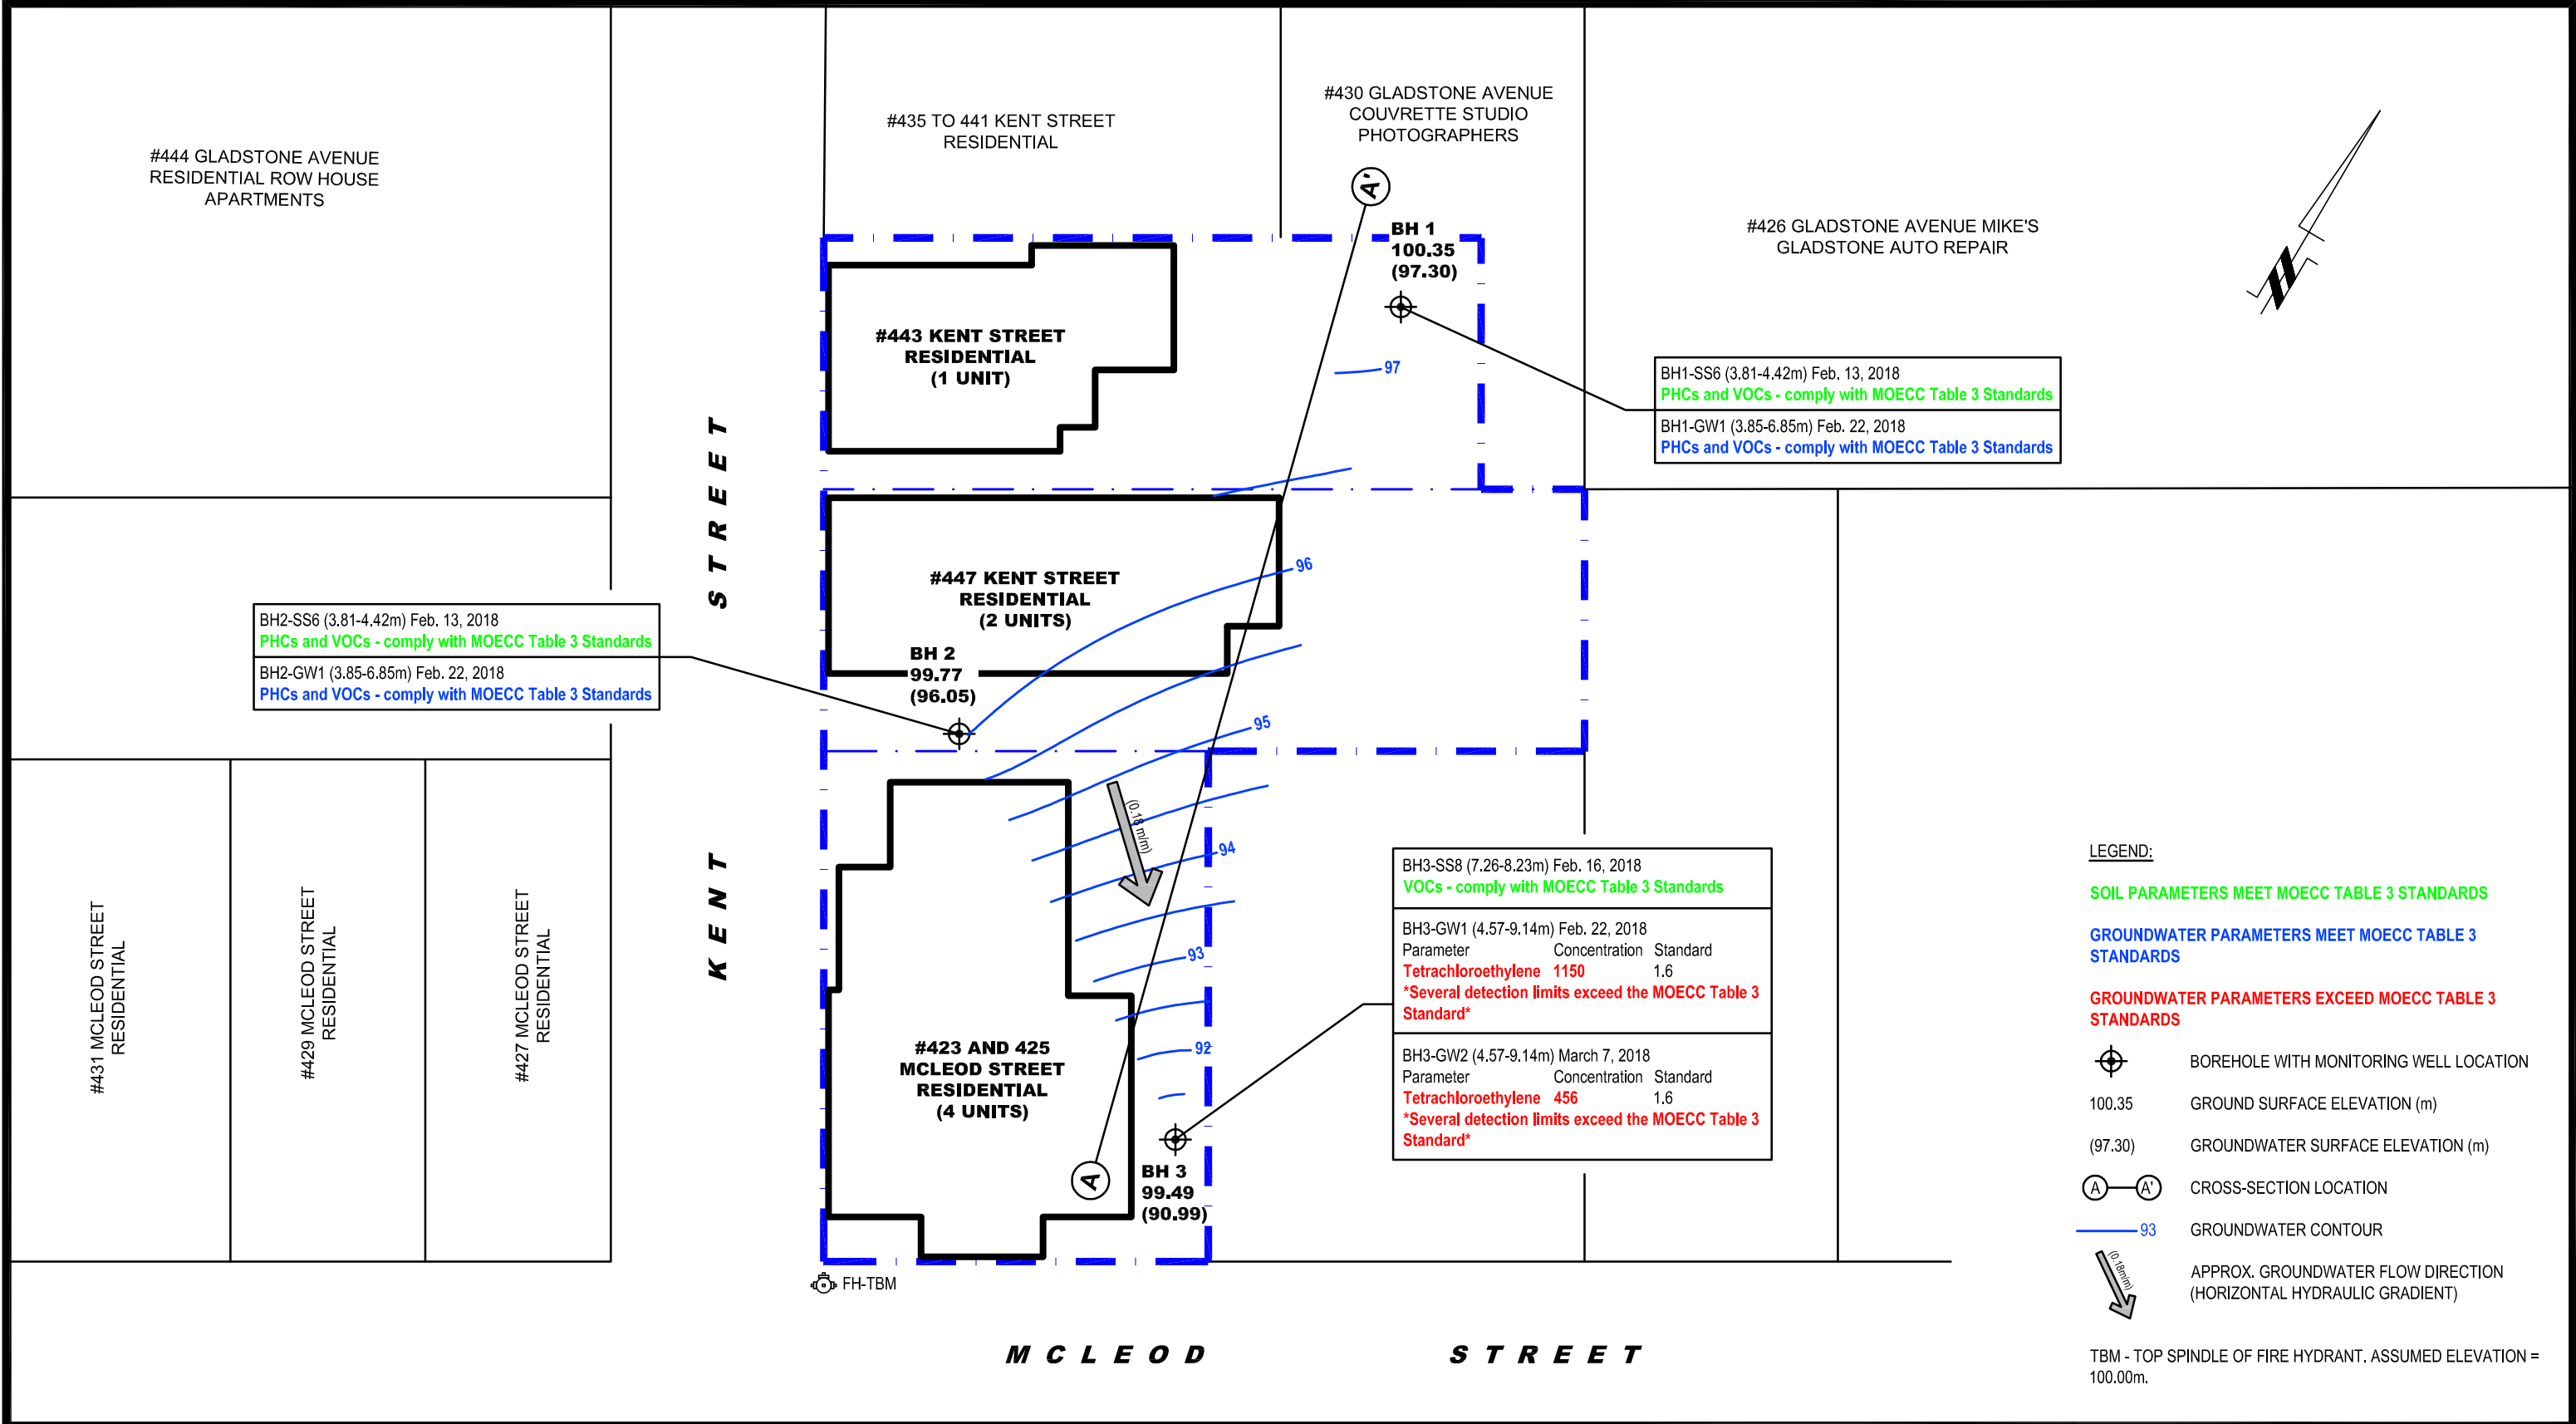 #444 GLADSTONE AVENUE
RESIDENTIAL ROW HOUSE
APARTMENTS
#435 TO 441 KENT STREET
RESIDENTIAL
#430 GLADSTONE AVENUE
COUVRETTE STUDIO
PHOTOGRAPHERS
#426 GLADSTONE AVENUE MIKE'S
GLADSTONE AUTO REPAIR
A'
BH 1
100.35
(97.30)
97
#443 KENT STREET
RESIDENTIAL
(1 UNIT)
BH1-SS6 (3.81-4.42m) Feb. 13, 2018
PHCs and VOCs - comply with MOECC Table 3 Standards
BH1-GW1 (3.85-6.85m) Feb. 22, 2018
PHCs and VOCs - comply with MOECC Table 3 Standards
KENT STREET
#447 KENT STREET
RESIDENTIAL
(2 UNITS)
96
BH2-SS6 (3.81-4.42m) Feb. 13, 2018
PHCs and VOCs - comply with MOECC Table 3 Standards
BH2-GW1 (3.85-6.85m) Feb. 22, 2018
PHCs and VOCs - comply with MOECC Table 3 Standards
BH 2
99.77
(96.05)
95
(0.18 m/m)
94
93
92
#431 MCLEOD STREET
RESIDENTIAL
#429 MCLEOD STREET
RESIDENTIAL
#427 MCLEOD STREET
RESIDENTIAL
#423 AND 425
MCLEOD STREET
RESIDENTIAL
(4 UNITS)
A
BH 3
99.49
(90.99)
BH3-SS8 (7.26-8.23m) Feb. 16, 2018
VOCs - comply with MOECC Table 3 Standards
BH3-GW1 (4.57-9.14m) Feb. 22, 2018
Parameter Concentration Standard
Tetrachloroethylene 1150 1.6
*Several detection limits exceed the MOECC Table 3
Standard*
BH3-GW2 (4.57-9.14m) March 7, 2018
Parameter Concentration Standard
Tetrachloroethylene 456 1.6
*Several detection limits exceed the MOECC Table 3
Standard*
FH-TBM
MCLEOD STREET
LEGEND:
SOIL PARAMETERS MEET MOECC TABLE 3 STANDARDS
GROUNDWATER PARAMETERS MEET MOECC TABLE 3
STANDARDS
GROUNDWATER PARAMETERS EXCEED MOECC TABLE 3
STANDARDS
BOREHOLE WITH MONITORING WELL LOCATION
100.35 GROUND SURFACE ELEVATION (m)
(97.30) GROUNDWATER SURFACE ELEVATION (m)
A A' CROSS-SECTION LOCATION
93 GROUNDWATER CONTOUR
(0.18m/m)
APPROX. GROUNDWATER FLOW DIRECTION
(HORIZONTAL HYDRAULIC GRADIENT)
TBM - TOP SPINDLE OF FIRE HYDRANT. ASSUMED ELEVATION =
100.00m.